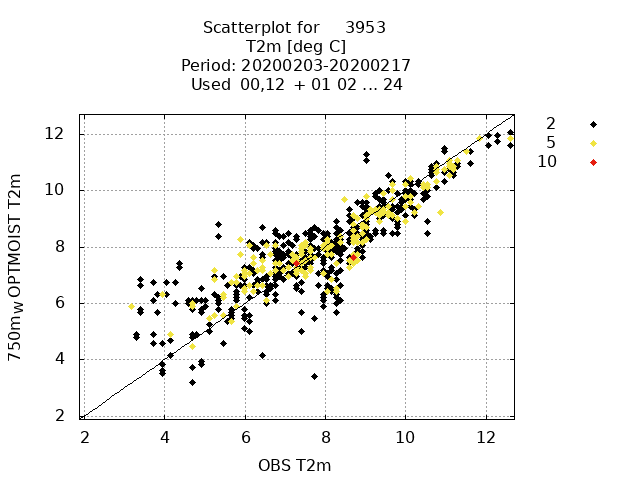 Scatterplot for 3953
T2m [deg C]
Period: 20200203-20200217
Used 00,12 + 01 02 ... 24
2
5
10
12
10
8
6
4
2
2 4 6 8 10 12
750mw OPTMOIST T2m
OBS T2m